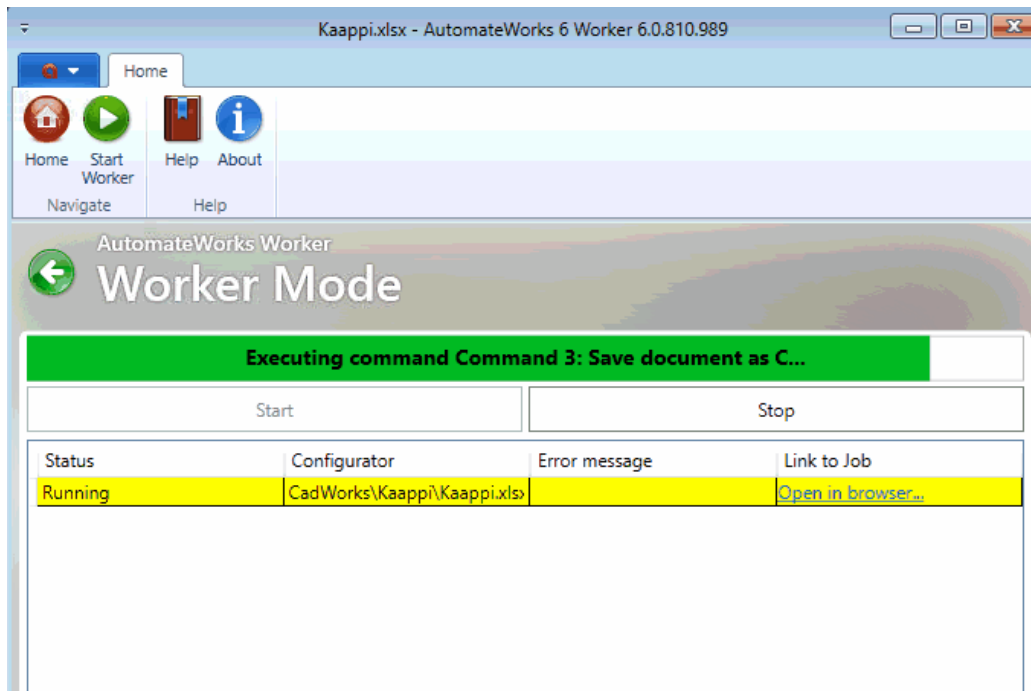 Kaappi.xlsx - AutomateWorks 6 Worker 6.0.810.989
Home
Home
Start Worker
Help
About
Navigate
Help
AutomateWorks Worker
Worker Mode
Executing command Command 3: Save document as C...
Start
Stop
Status
Configurator
Error message
Link to Job
Running
CadWorks\Kaappi\Kaappi.xlsx
Open in browser...